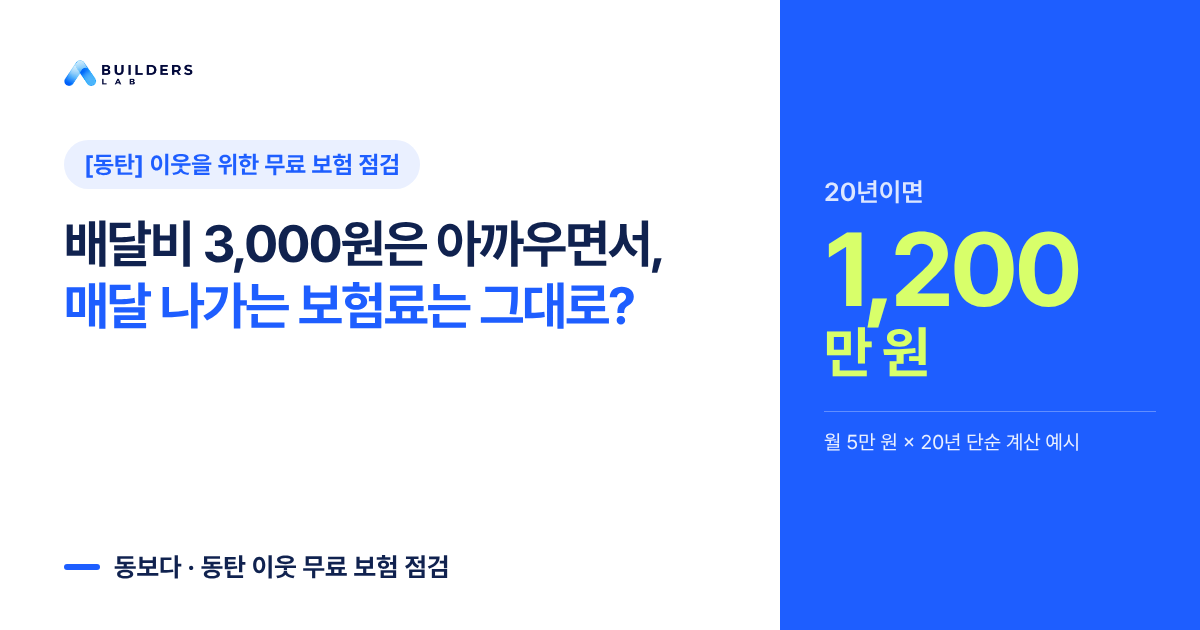 BUILDERS
LAB
[동탄] 이웃을 위한 무료 보험 점검
배달비 3,000원은 아까우면서,
매달 나가는 보험료는 그대로?
동보다 · 동탄 이웃 무료 보험 점검
20년이면
1,200
만 원
월 5만 원 × 20년 단순 계산 예시